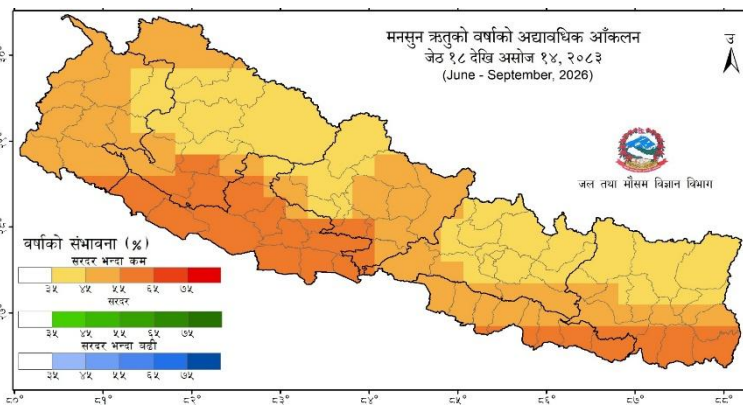 मनसुन ऋतुको वर्षाको अद्यावधिक आँकलन
जेठ १८ देखि असोज १४, २०८३
(June - September, 2026)
उ
जल तथा मौसम विज्ञान विभाग
वर्षाको संभावना (%)
सरदर भन्दा कम
३५ ४५ ५५ ६५ ७५
सरदर
३५ ४५ ५५ ६५ ७५
सरदर भन्दा बढी
३५ ४५ ५५ ६५ ७५
८०° ८१° ८२° ८३° ८४° ८५° ८६° ८७° ८८°